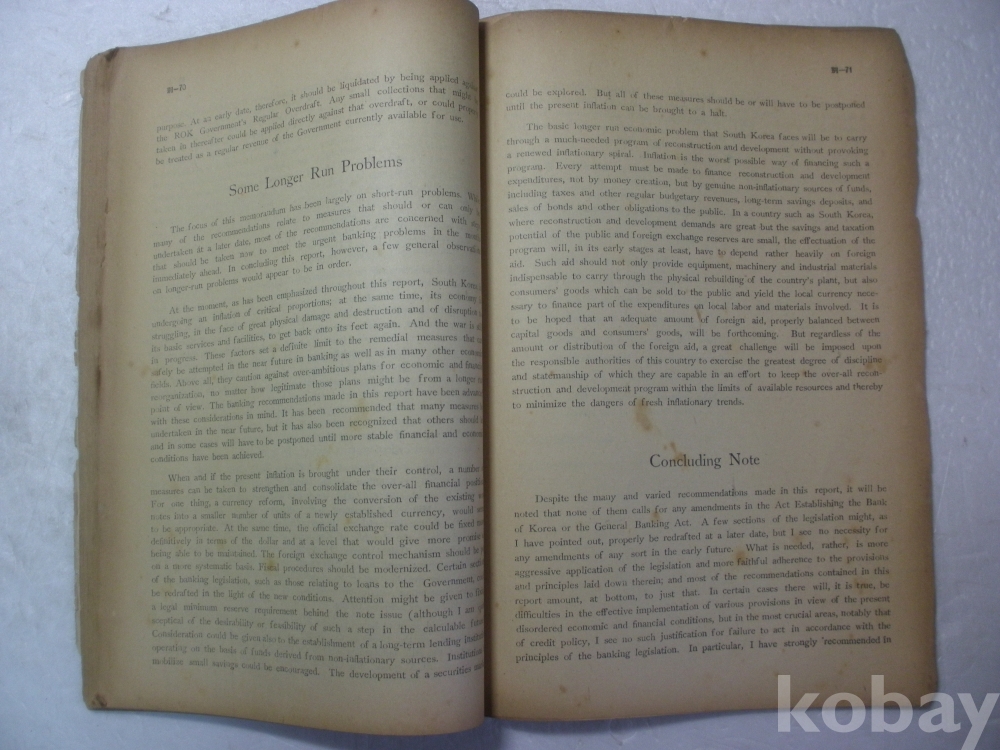 III—70
purpose. At an early date, therefore, it should be liquidated by being applied against
the ROK Government's Regular Overdraft. Any small collections that might
taken in thereafter could be applied directly against that overdraft, or could
be treated as a regular revenue of the Government currently available for use.
Some Longer Run Problems
The focus of this memorandum has been largely on short-run problems.
many of the recommendations relate to measures that should or can only
undertaken at a later date, most of the recommendations are concerned with
that should be taken now to meet the urgent banking problems in the
immediately ahead. In concluding this report, however, a few general
on longer-run problems would appear to be in order.
At the moment, as has been emphasized throughout this report, South Korea
undergoing an inflation of critical proportions; at the same time, its economy
struggling, in the face of great physical damage and destruction and of disruption
its basic services and facilities, to get back onto its feet again. And the war is
in progress. These factors set a definite limit to the remedial measures that
safely be attempted in the near future in banking as well as in many other
fields. Above all, they caution against over-ambitious plans for economic and
reorganization, no matter how legitimate those plans might be from a longer
point of view. The banking recommendations made in this report have been
with these considerations in mind. It has been recommended that many measures
undertaken in the near future, but it has also been recognized that others should
and in some cases will have to be postponed until more stable financial and
conditions have been achieved.
When and if the present inflation is brought under their control, a number
measures can be taken to strengthen and consolidate the over-all financial
For one thing, a currency reform, involving the conversion of the existing
notes into a smaller number of units of a newly established currency, would
to be appropriate. At the same time, the official exchange rate could be fixed
definitively in terms of the dollar and at a level that would give more
being able to be maintained. The foreign exchange control mechanism should be
on a more systematic basis. Fiscal procedures should be modernized. Certain
of the banking legislation, such as those relating to loans to the Government,
be redrafted in the light of the new conditions. Attention might be given to
a legal minimum reserve requirement behind the note issue (although I am
sceptical of the desirability or feasibility of such a step in the calculable
Consideration could be given also to the establishment of a long-term lending
operating on the basis of funds derived from non-inflationary sources.
mobilize small savings could be encouraged. The development of a securities
III—71
could be explored. But all of these measures should be or will have to be postponed
until the present inflation can be brought to a halt.
The basic longer run economic problem that South Korea faces will be to carry
through a much-needed program of reconstruction and development without provoking
a renewed inflationary spiral. Inflation is the worst possible way of financing such a
program. Every attempt must be made to finance reconstruction and development
expenditures, not by money creation, but by genuine non-inflationary sources of funds,
including taxes and other regular budgetary revenues, long-term savings deposits, and
sales of bonds and other obligations to the public. In a country such as South Korea,
where reconstruction and development demands are great but the savings and taxation
potential of the public and foreign exchange reserves are small, the effectuation of the
program will, in its early stages at least, have to depend rather heavily on foreign
aid. Such aid should not only provide equipment, machinery and industrial materials
indispensable to carry through the physical rebuilding of the country's plant, but also
consumers' goods which can be sold to the public and yield the local currency neces-
sary to finance part of the expenditures on local labor and materials involved. It is
to be hoped that an adequate amount of foreign aid, properly balanced between
capital goods and consumers' goods, will be forthcoming. But regardless of the
amount or distribution of the foreign aid, a great challenge will be imposed upon
the responsible authorities of this country to exercise the greatest degree of discipline
and statemanship of which they are capable in an effort to keep the over-all recon-
struction and development program within the limits of available resources and thereby
to minimize the dangers of fresh inflationary trends.
Concluding Note
Despite the many and varied recommendations made in this report, it will be
noted that none of them calls for any amendments in the Act Establishing the Bank
of Korea or the General Banking Act. A few sections of the legislation might, as
I have pointed out, properly be redrafted at a later date, but I see no necessity for
any amendments of any sort in the early future. What is needed, rather, is more
aggressive application of the legislation and more faithful adherence to the provisions
and principles laid down therein; and most of the recommendations contained in this
report amount, at bottom, to just that. In certain cases there will, it is true, be
difficulties in the effective implementation of various provisions in view of the present
disordered economic and financial conditions, but in the most crucial areas, notably that
of credit policy, I see no such justification for failure to act in accordance with the
principles of the banking legislation. In particular, I have strongly recommended in
kobay